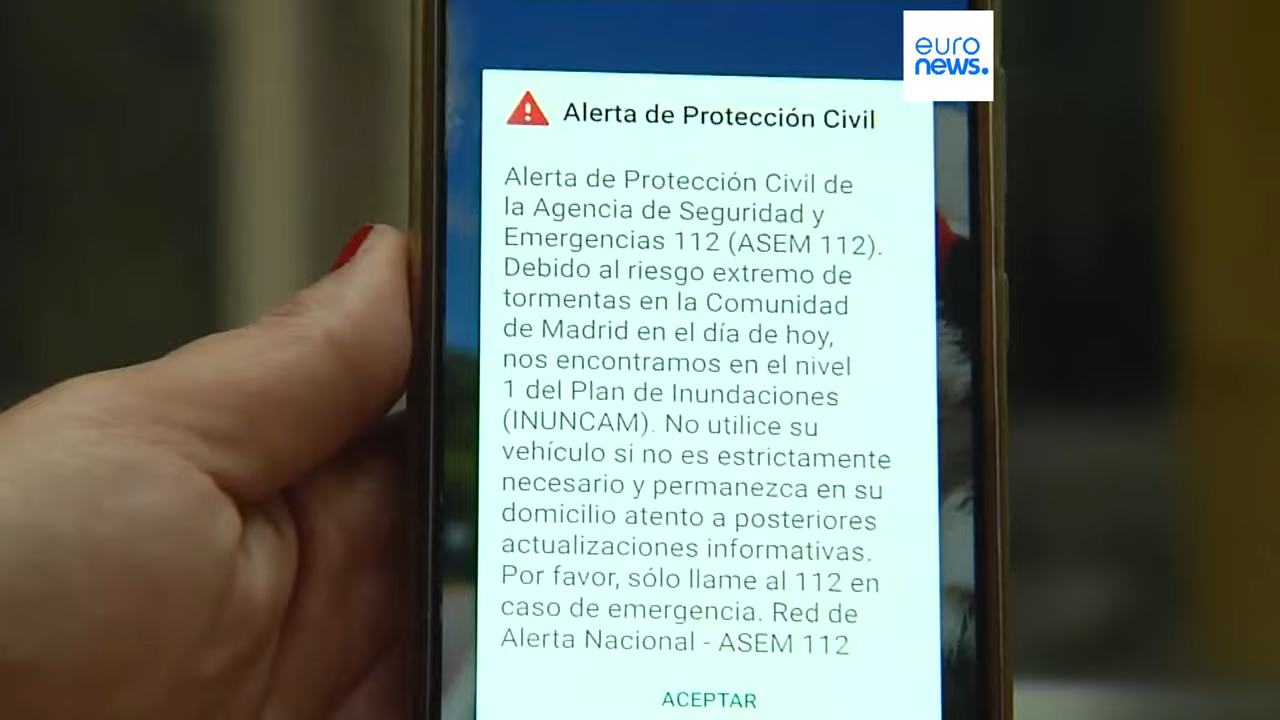 euro
news.
Alerta de Protección Civil
Alerta de Protección Civil de
la Agencia de Seguridad y
Emergencias 112 (ASEM 112).
Debido al riesgo extremo de
tormentas en la Comunidad
de Madrid en el día de hoy,
nos encontramos en el nivel
1 del Plan de Inundaciones
(INUNCAM). No utilice su
vehículo si no es estrictamente
necesario y permanezca en su
domicilio atento a posteriores
actualizaciones informativas.
Por favor, sólo llame al 112 en
caso de emergencia. Red de
Alerta Nacional - ASEM 112
ACEPTAR